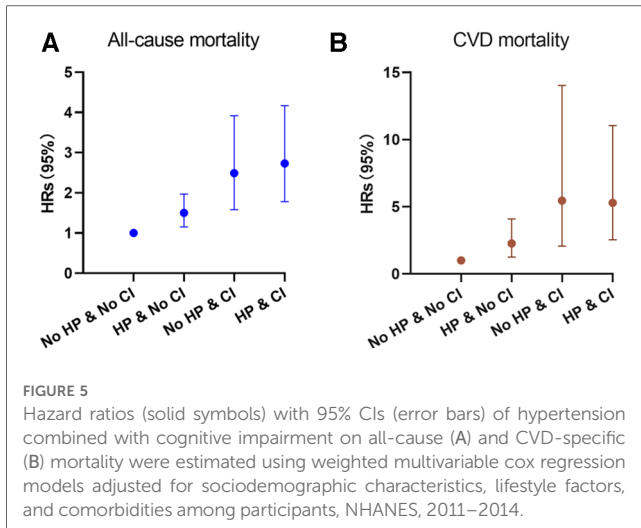 A All-cause mortality
HRs (95%)
5
4
3
2
1
0
No HP & No CI
HP & No CI
No HP & CI
HP & CI
B CVD mortality
HRs (95%)
15
10
5
0
No HP & No CI
HP & No CI
No HP & CI
HP & CI
FIGURE 5
Hazard ratios (solid symbols) with 95% CIs (error bars) of hypertension
combined with cognitive impairment on all-cause (A) and CVD-specific
(B) mortality were estimated using weighted multivariable cox regression
models adjusted for sociodemographic characteristics, lifestyle factors,
and comorbidities among participants, NHANES, 2011–2014.